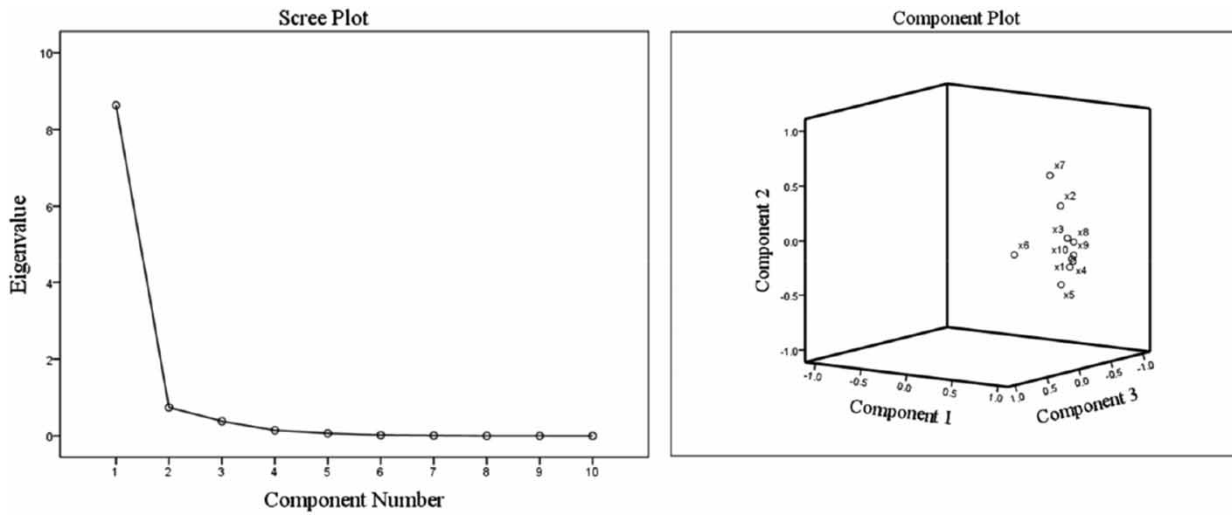 Scree Plot
10
8
6
4
2
0
Eigenvalue
1 2 3 4 5 6 7 8 9 10
Component Number
Component Plot
1.0
0.5
0.0
-0.5
-1.0
Component 2
x7
x2
x3 x8
x6 x10 x9
x1 x4
x5
-1.0 -0.5 0.0 0.5 1.0
Component 1
1.0 0.5 0.0 -0.5 -1.0
Component 3